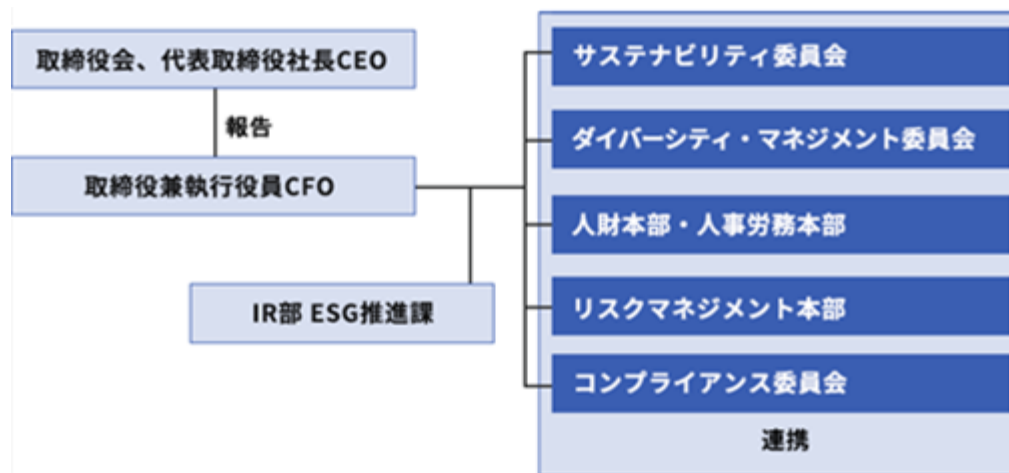 取締役会、代表取締役社長CEO
報告
取締役兼執行役員CFO
IR部 ESG推進課
サステナビリティ委員会
ダイバーシティ・マネジメント委員会
人財本部・人事労務本部
リスクマネジメント本部
コンプライアンス委員会
連携